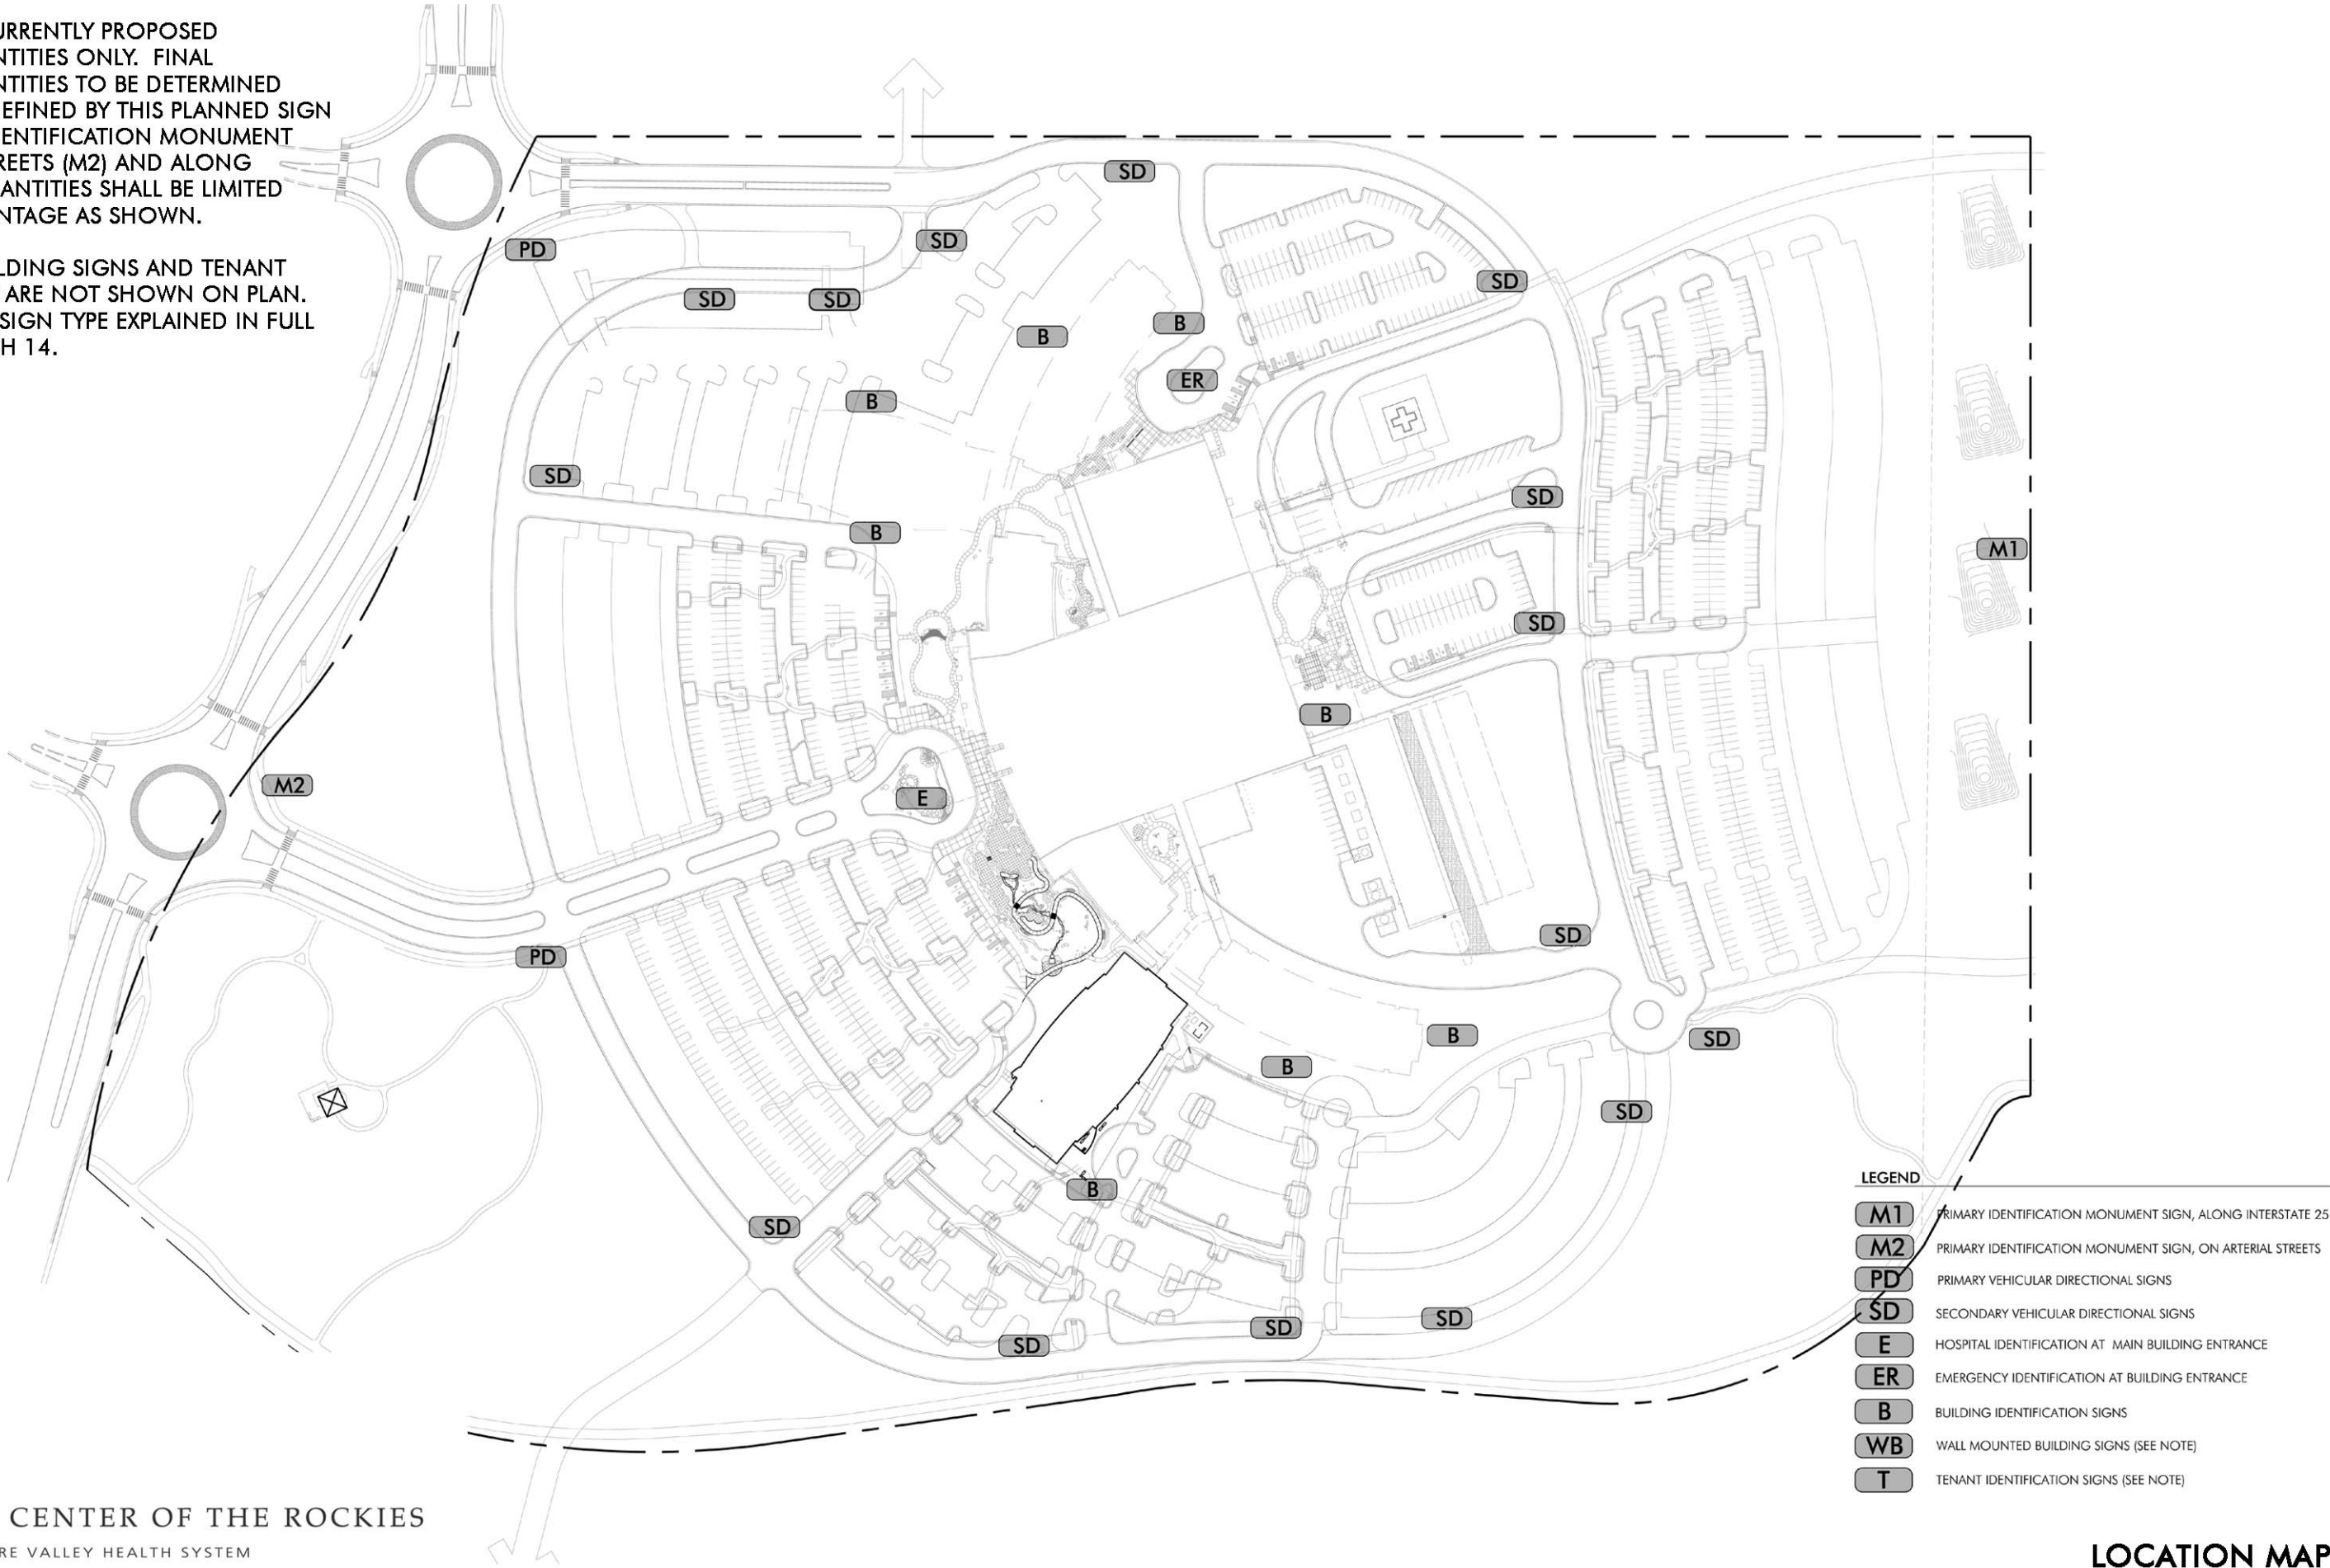 URRENTLY PROPOSED
NTITIES ONLY. FINAL
NTITIES TO BE DETERMINED
EFINED BY THIS PLANNED SIGN
ENTIFICATION MONUMENT
REETS (M2) AND ALONG
ANTITIES SHALL BE LIMITED
NTAGE AS SHOWN.
LDING SIGNS AND TENANT
ARE NOT SHOWN ON PLAN.
SIGN TYPE EXPLAINED IN FULL
H 14.
SD
SD
PD
SD
SD
SD
B
B
ER
B
SD
SD
B
M1
SD
B
M2
E
SD
PD
B
SD
B
SD
B
SD
SD
SD
SD
LEGEND
M1 PRIMARY IDENTIFICATION MONUMENT SIGN, ALONG INTERSTATE 25
M2 PRIMARY IDENTIFICATION MONUMENT SIGN, ON ARTERIAL STREETS
PD PRIMARY VEHICULAR DIRECTIONAL SIGNS
SD SECONDARY VEHICULAR DIRECTIONAL SIGNS
E HOSPITAL IDENTIFICATION AT MAIN BUILDING ENTRANCE
ER EMERGENCY IDENTIFICATION AT BUILDING ENTRANCE
B BUILDING IDENTIFICATION SIGNS
WB WALL MOUNTED BUILDING SIGNS (SEE NOTE)
T TENANT IDENTIFICATION SIGNS (SEE NOTE)
CENTER OF THE ROCKIES
RE VALLEY HEALTH SYSTEM
LOCATION MAP